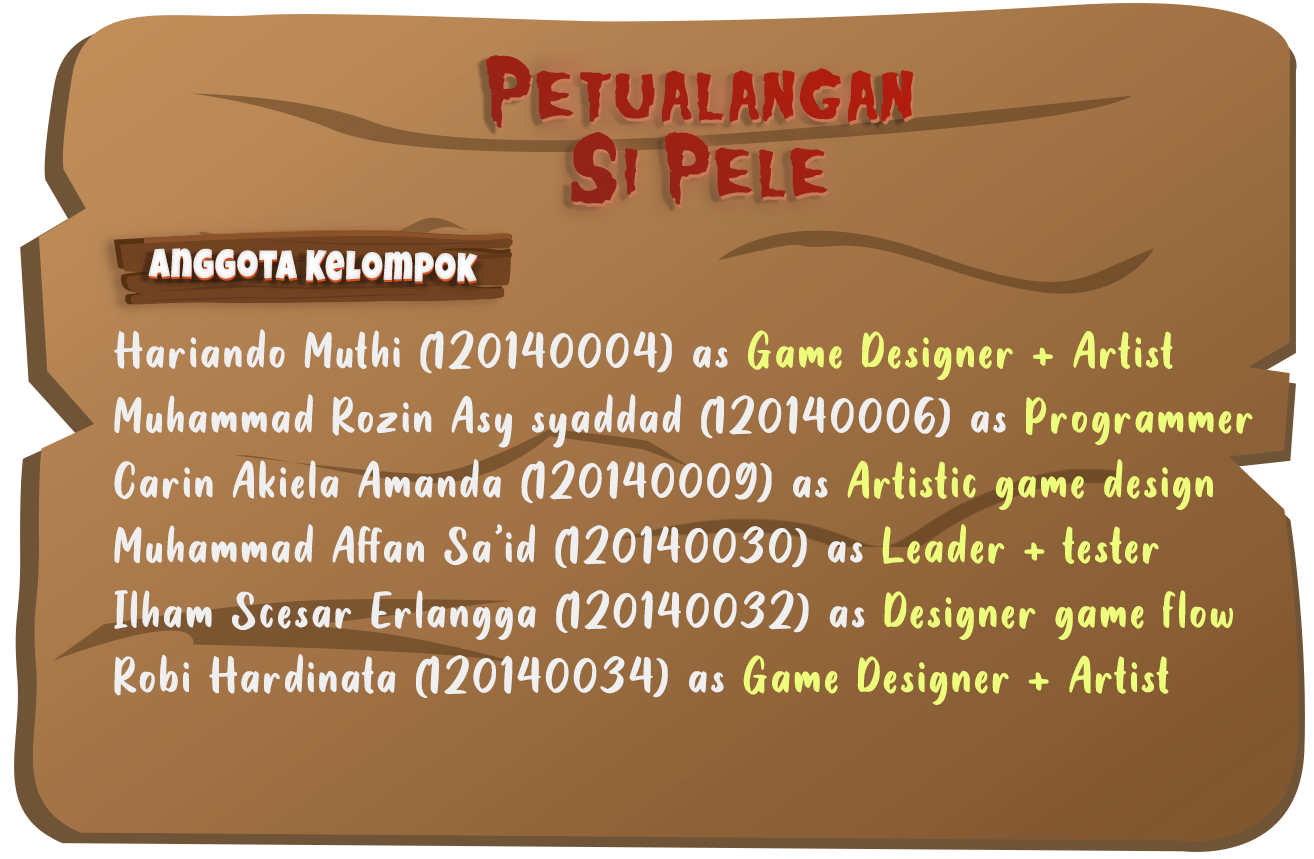 Petualangan
Si Pele
Anggota Kelompok
Hariando Muthi (120140004) as Game Designer + Artist
Muhammad Rozin Asy syaddad (120140006) as Programmer
Carin Akiela Amanda (120140009) as Artistic game design
Muhammad Affan Sa'id (120140030) as Leader + tester
Ilham Scesar Erlangga (120140032) as Designer game flow
Robi Hardinata (120140034) as Game Designer + Artist